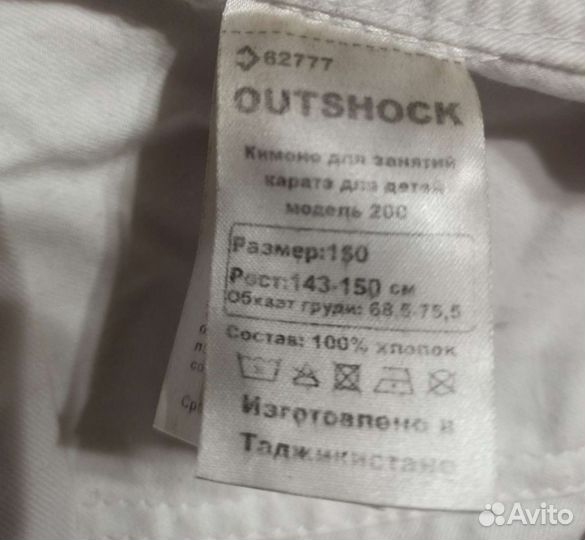 62777
OUTSHOCK
Кимоно для занятий
каратэ для детей
модель 200
Размер:150
Рост:143-150 см
Обхват груди: 68,5-75,5
Состав: 100% хлопок
Изготовлено в
Таджикистане
Avito